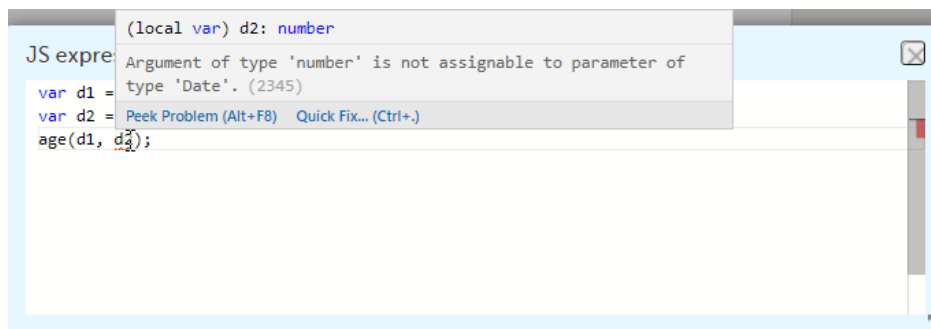 (local var) d2: number
JS expre
Argument of type 'number' is not assignable to parameter of
type 'Date'. (2345)
var d1 =
var d2 =
Peek Problem (Alt+F8) Quick Fix... (Ctrl+.)
age(d1, d2);